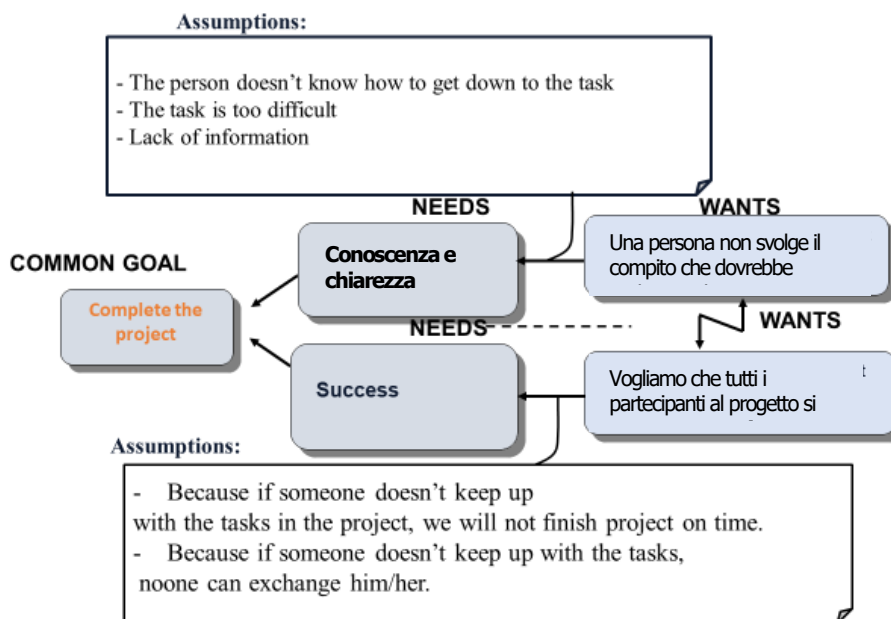 Assumptions:
- The person doesn't know how to get down to the task
- The task is too difficult
- Lack of information
NEEDS
WANTS
Conoscenza e
chiarezza
Una persona non svolge il
compito che dovrebbe
COMMON GOAL
Complete the
project
NEEDS
WANTS
Success
Vogliamo che tutti i
partecipanti al progetto si
Assumptions:
- Because if someone doesn't keep up
with the tasks in the project, we will not finish project on time.
- Because if someone doesn't keep up with the tasks,
noone can exchange him/her.